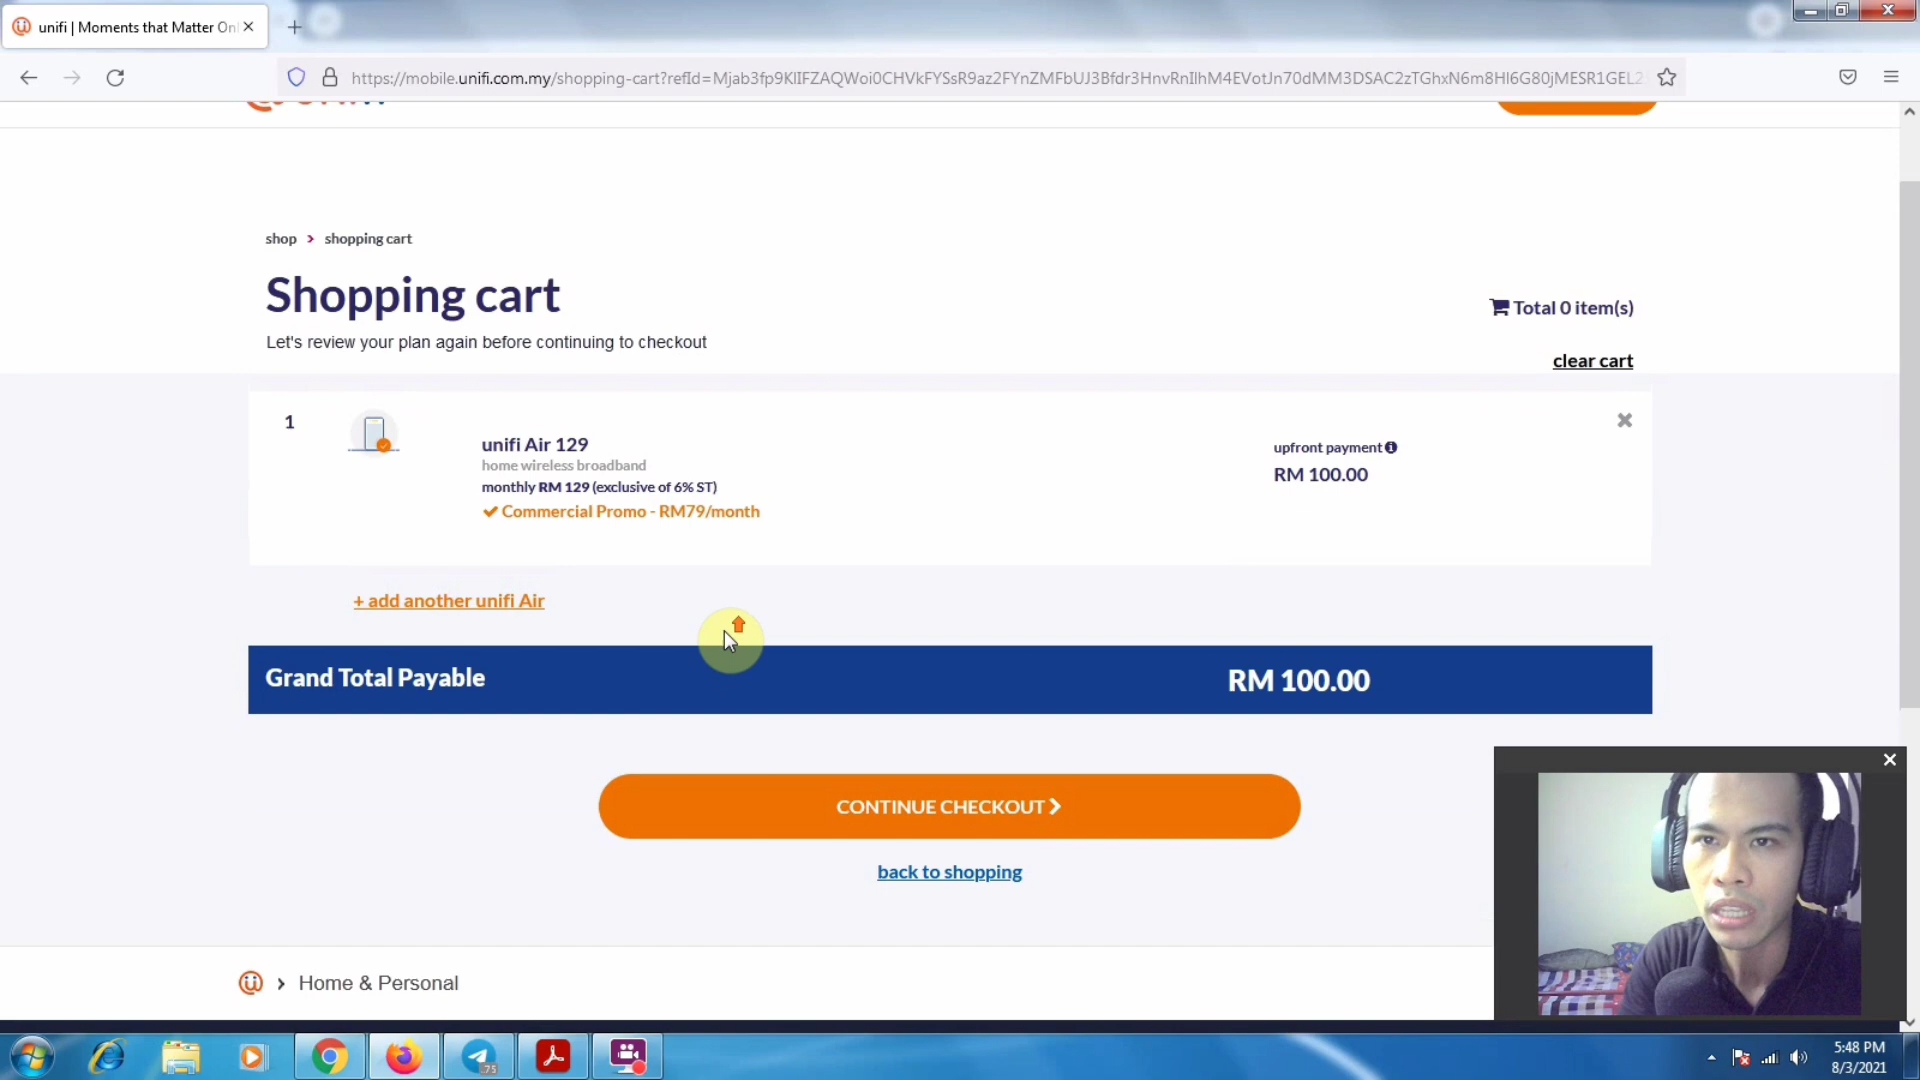 unifi | Moments that Matter On
https://mobile.unifi.com.my/shopping-cart?refId=
shop > shopping cart
Shopping cart
Total 0 item(s)
Let's review your plan again before continuing to checkout
clear cart
1
unifi Air 129
home wireless broadband
monthly RM 129 (exclusive of 6% ST)
Commercial Promo - RM79/month
upfront payment
RM 100.00
+ add another unifi Air
Grand Total Payable
RM 100.00
CONTINUE CHECKOUT
back to shopping
> Home & Personal
75
5:48 PM
8/3/2021